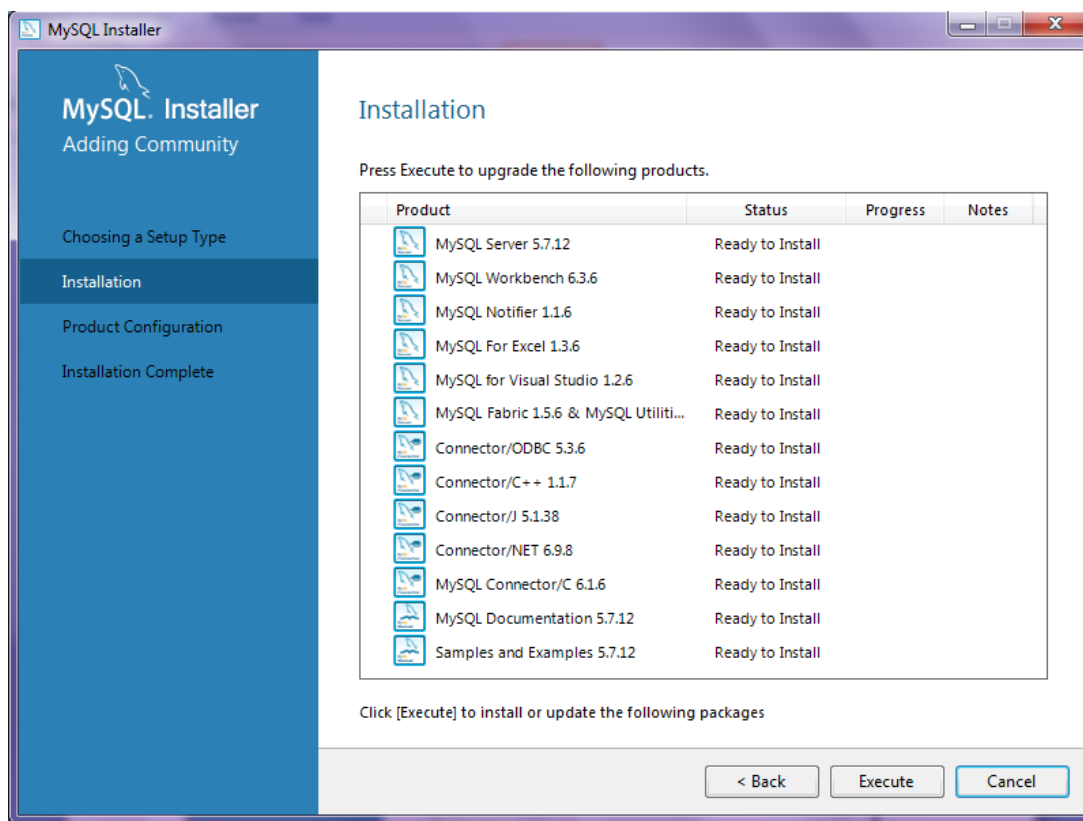 MySQL Installer
MySQL. Installer
Adding Community
Choosing a Setup Type
Installation
Product Configuration
Installation Complete
Installation
Press Execute to upgrade the following products.
Product Status Progress Notes
MySQL Server 5.7.12 Ready to Install
MySQL Workbench 6.3.6 Ready to Install
MySQL Notifier 1.1.6 Ready to Install
MySQL For Excel 1.3.6 Ready to Install
MySQL for Visual Studio 1.2.6 Ready to Install
MySQL Fabric 1.5.6 & MySQL Utiliti... Ready to Install
Connector/ODBC 5.3.6 Ready to Install
Connector/C++ 1.1.7 Ready to Install
Connector/J 5.1.38 Ready to Install
Connector/NET 6.9.8 Ready to Install
MySQL Connector/C 6.1.6 Ready to Install
MySQL Documentation 5.7.12 Ready to Install
Samples and Examples 5.7.12 Ready to Install
Click [Execute] to install or update the following packages
< Back Execute Cancel